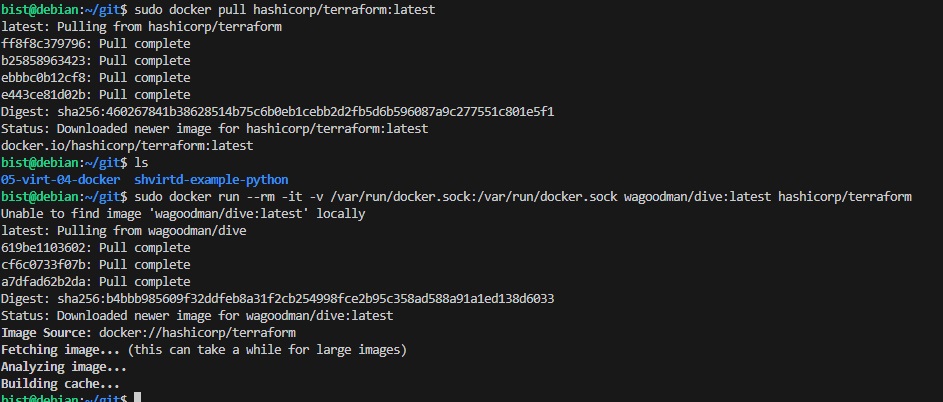 bist@debian:~/git$ sudo docker pull hashicorp/terraform:latest
latest: Pulling from hashicorp/terraform
ff8f8c379796: Pull complete
b25858963423: Pull complete
ebbbc0b12cf8: Pull complete
e443ce81d02b: Pull complete
Digest: sha256:460267841b38628514b75c6b0eb1cebb2d2fb5d6b596087a9c277551c801e5f1
Status: Downloaded newer image for hashicorp/terraform:latest
docker.io/hashicorp/terraform:latest
bist@debian:~/git$ ls
05-virt-04-docker  shvirtd-example-python
bist@debian:~/git$ sudo docker run --rm -it -v /var/run/docker.sock:/var/run/docker.sock wagoodman/dive:latest hashicorp/terraform
Unable to find image 'wagoodman/dive:latest' locally
latest: Pulling from wagoodman/dive
619be1103602: Pull complete
cf6c0733f07b: Pull complete
a7dfad62b2da: Pull complete
Digest: sha256:b4bbb985609f32ddfeb8a31f2cb254998fce2b95c358ad588a91a1ed138d6033
Status: Downloaded newer image for wagoodman/dive:latest
Image Source: docker://hashicorp/terraform
Fetching image... (this can take a while for large images)
Analyzing image...
Building cache...
bist@debian:~/git$